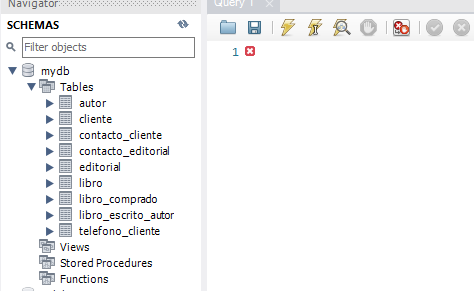 Navigator
Query 1
SCHEMAS
Filter objects
1
mydb
Tables
autor
cliente
contacto_cliente
contacto_editorial
editorial
libro
libro_comprado
libro_escrito_autor
telefono_cliente
Views
Stored Procedures
Functions